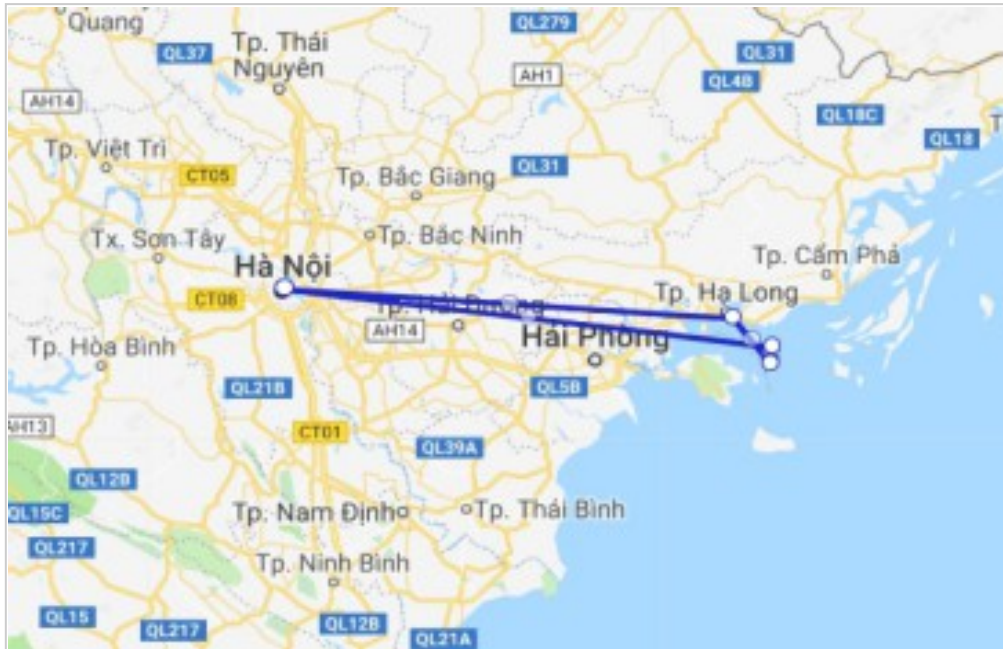 Quang
QL279
QL37
Tp. Thái
Nguyên
QL31
AH1
QL4B
AH14
QL18C
QL18
Tp. Việt Trì
CT05
QL31
Tp. Bắc Giang
Tx. Sơn Tây
Tp. Bắc Ninh
Hà Nội
Tp. Cẩm Phả
CT08
Tp. Hạ Long
Tp. Hải Dương
AH14
Hải Phòng
Tp. Hòa Bình
QL21B
QL5B
AH13
CT01
QL39A
QL12B
QL15C
Tp. Nam Định
Tp. Thái Bình
QL217
Tp. Ninh Bình
QL15
QL217
QL12B
QL21A